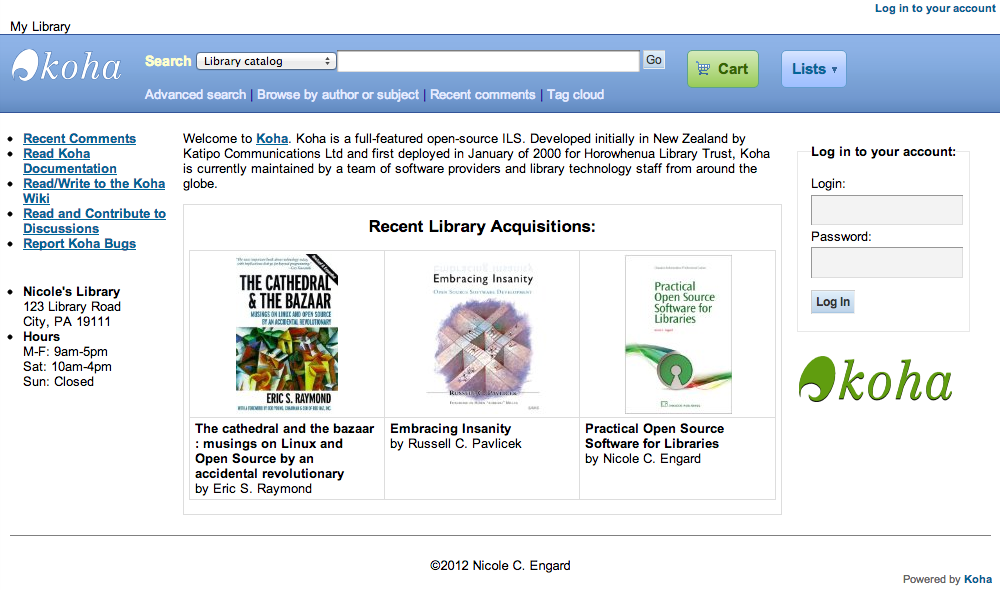 Log in to your account
My Library
koha
Search Library catalog Go
Cart
Lists ▾
Advanced search | Browse by author or subject | Recent comments | Tag cloud
Recent Comments
Read Koha
Documentation
Read/Write to the Koha
Wiki
Read and Contribute to
Discussions
Report Koha Bugs
Nicole's Library
123 Library Road
City, PA 19111
Hours
M-F: 9am-5pm
Sat: 10am-4pm
Sun: Closed
Welcome to Koha. Koha is a full-featured open-source ILS. Developed initially in New Zealand by
Katipo Communications Ltd and first deployed in January of 2000 for Horowhenua Library Trust, Koha
is currently maintained by a team of software providers and library technology staff from around the
globe.
Recent Library Acquisitions:
THE CATHEDRAL
& THE BAZAAR
MUSINGS ON LINUX AND OPEN SOURCE
BY AN ACCIDENTAL REVOLUTIONARY
ERIC S. RAYMOND
Embracing Insanity
OPEN SOURCE SOFTWARE DEVELOPMENT
RUSSELL C. PAVLICEK
Practical
Open Source
Software for
Libraries
The cathedral and the bazaar
: musings on Linux and
Open Source by an
accidental revolutionary
by Eric S. Raymond
Embracing Insanity
by Russell C. Pavlicek
Practical Open Source
Software for Libraries
by Nicole C. Engard
Log in to your account:
Login:
Password:
Log In
koha
©2012 Nicole C. Engard
Powered by Koha